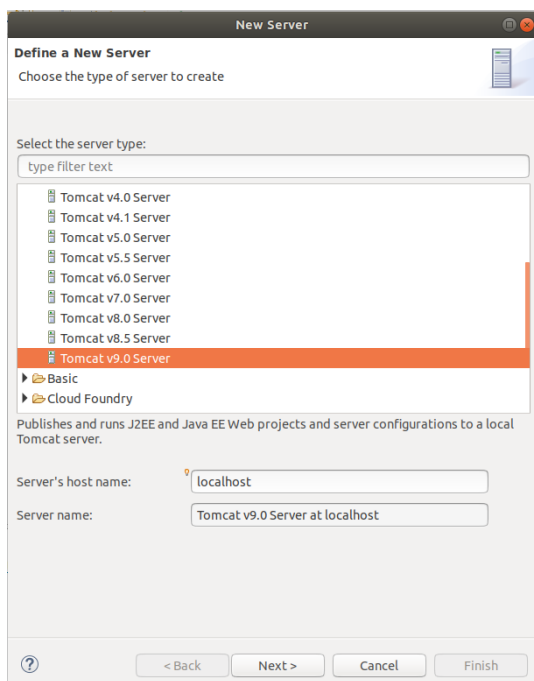 New Server
Define a New Server
Choose the type of server to create
Select the server type:
type filter text
Tomcat v4.0 Server
Tomcat v4.1 Server
Tomcat v5.0 Server
Tomcat v5.5 Server
Tomcat v6.0 Server
Tomcat v7.0 Server
Tomcat v8.0 Server
Tomcat v8.5 Server
Tomcat v9.0 Server
Basic
Cloud Foundry
Publishes and runs J2EE and Java EE Web projects and server configurations to a local
Tomcat server.
Server's host name: localhost
Server name: Tomcat v9.0 Server at localhost
? < Back Next > Cancel Finish